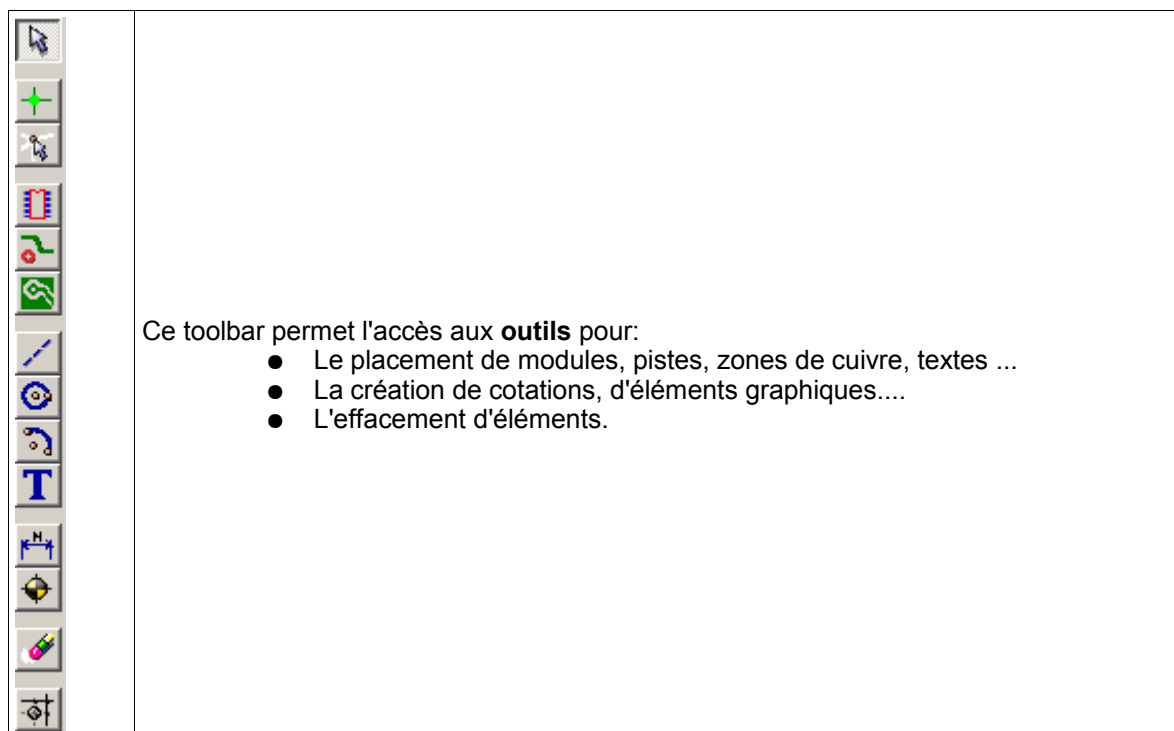 Ce toolbar permet l'accès aux outils pour:
● Le placement de modules, pistes, zones de cuivre, textes ...
● La création de cotations, d'éléments graphiques....
● L'effacement d'éléments.
T
N